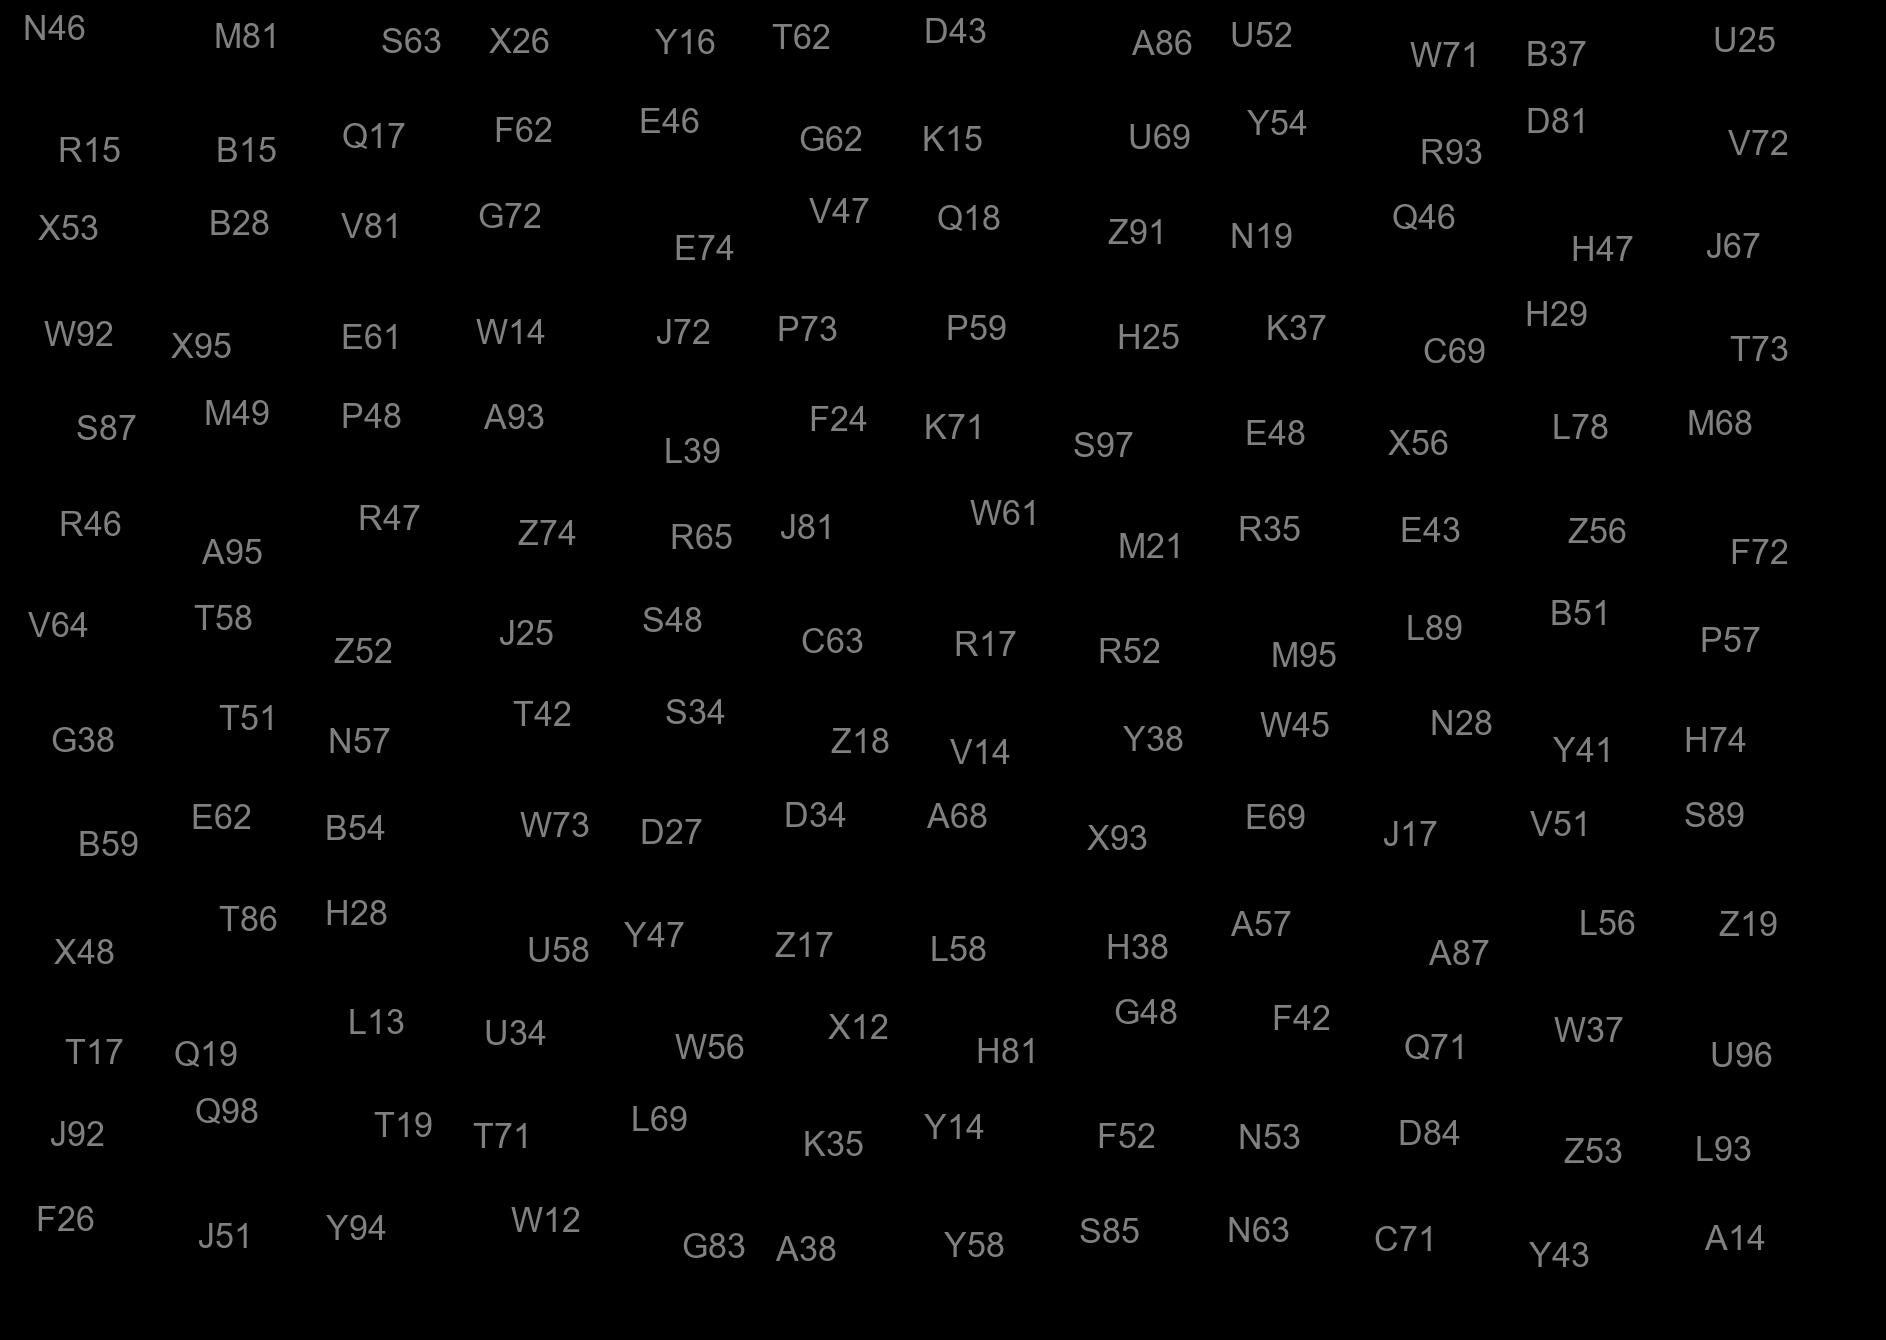 N46 M81 S63 X26 Y16 T62 D43 A86 U52 W71 B37 U25
R15 B15 Q17 F62 E46 G62 K15 U69 Y54 R93 D81 V72
X53 B28 V81 G72 E74 V47 Q18 Z91 N19 Q46 H47 J67
W92 X95 E61 W14 J72 P73 P59 H25 K37 C69 H29 T73
S87 M49 P48 A93 L39 F24 K71 S97 E48 X56 L78 M68
R46 A95 R47 Z74 R65 J81 W61 M21 R35 E43 Z56 F72
V64 T58 Z52 J25 S48 C63 R17 R52 M95 L89 B51 P57
G38 T51 N57 T42 S34 Z18 V14 Y38 W45 N28 Y41 H74
B59 E62 B54 W73 D27 D34 A68 X93 E69 J17 V51 S89
X48 T86 H28 U58 Y47 Z17 L58 H38 A57 A87 L56 Z19
T17 Q19 L13 U34 W56 X12 H81 G48 F42 Q71 W37 U96
J92 Q98 T19 T71 L69 K35 Y14 F52 N53 D84 Z53 L93
F26 J51 Y94 W12 G83 A38 Y58 S85 N63 C71 Y43 A14